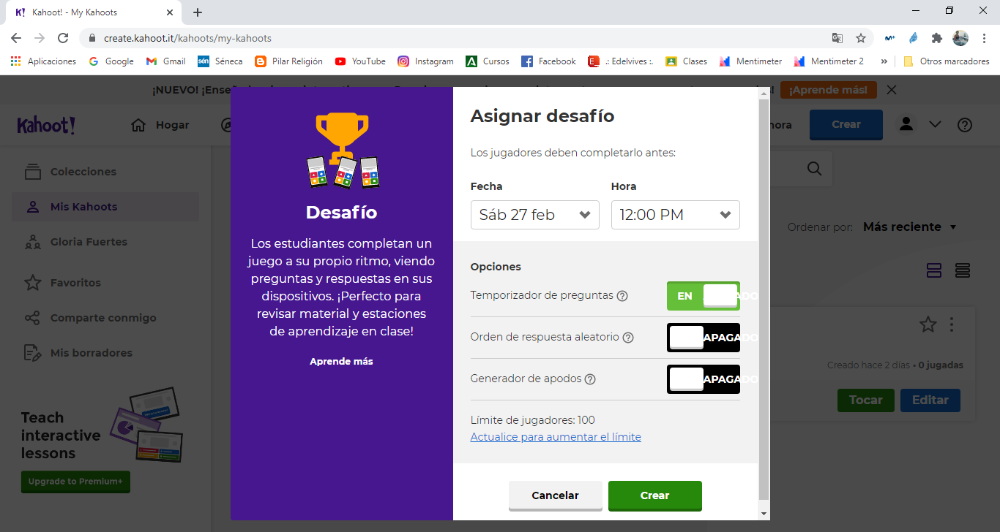 Kahoot! - My Kahoots
create.kahoot.it/kahoots/my-kahoots
Aplicaciones Google Gmail sén Séneca Pilar Religión YouTube Instagram Cursos Facebook .: Edelvives :. Clases Mentimeter Mentimeter 2 » Otros marcadores
¡NUEVO! ¡Aprende más!
Kahoot! Hogar hora Crear
Colecciones
Mis Kahoots
Gloria Fuertes
Favoritos
Comparte conmigo
Mis borradores
Teach
interactive
lessons
Upgrade to Premium+
Desafío
Los estudiantes completan un
juego a su propio ritmo, viendo
preguntas y respuestas en sus
dispositivos. ¡Perfecto para
revisar material y estaciones
de aprendizaje en clase!
Aprende más
Asignar desafío
Los jugadores deben completarlo antes:
Fecha Hora
Sáb 27 feb 12:00 PM
Opciones
Temporizador de preguntas EN
Orden de respuesta aleatorio APAGADO
Generador de apodos APAGADO
Límite de jugadores: 100
Actualice para aumentar el límite
Cancelar Crear
Ordenar por: Más reciente
Creado hace 2 días • 0 jugadas
Tocar Editar